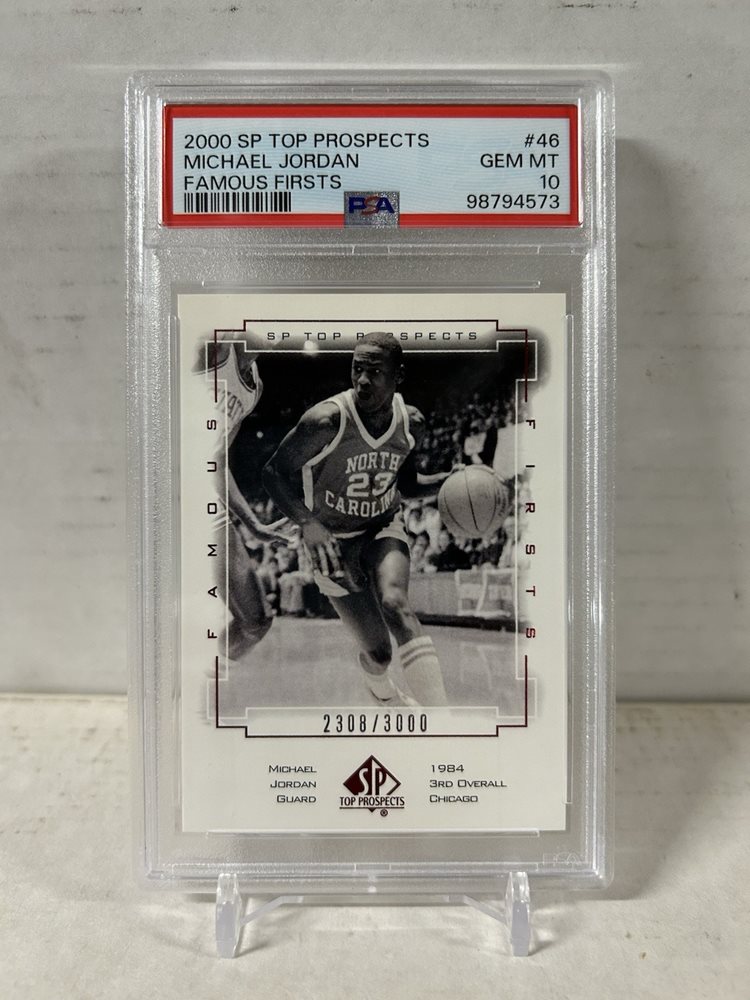 2000 SP TOP PROSPECTS #46
MICHAEL JORDAN GEM MT
FAMOUS FIRSTS 10
98794573
PSA
SP TOP PROSPECTS
FAMOUS
FIRSTS
NORTH
23
CAROLINA
2308/3000
MICHAEL
JORDAN
GUARD
SP
TOP PROSPECTS
®
1984
3RD OVERALL
CHICAGO